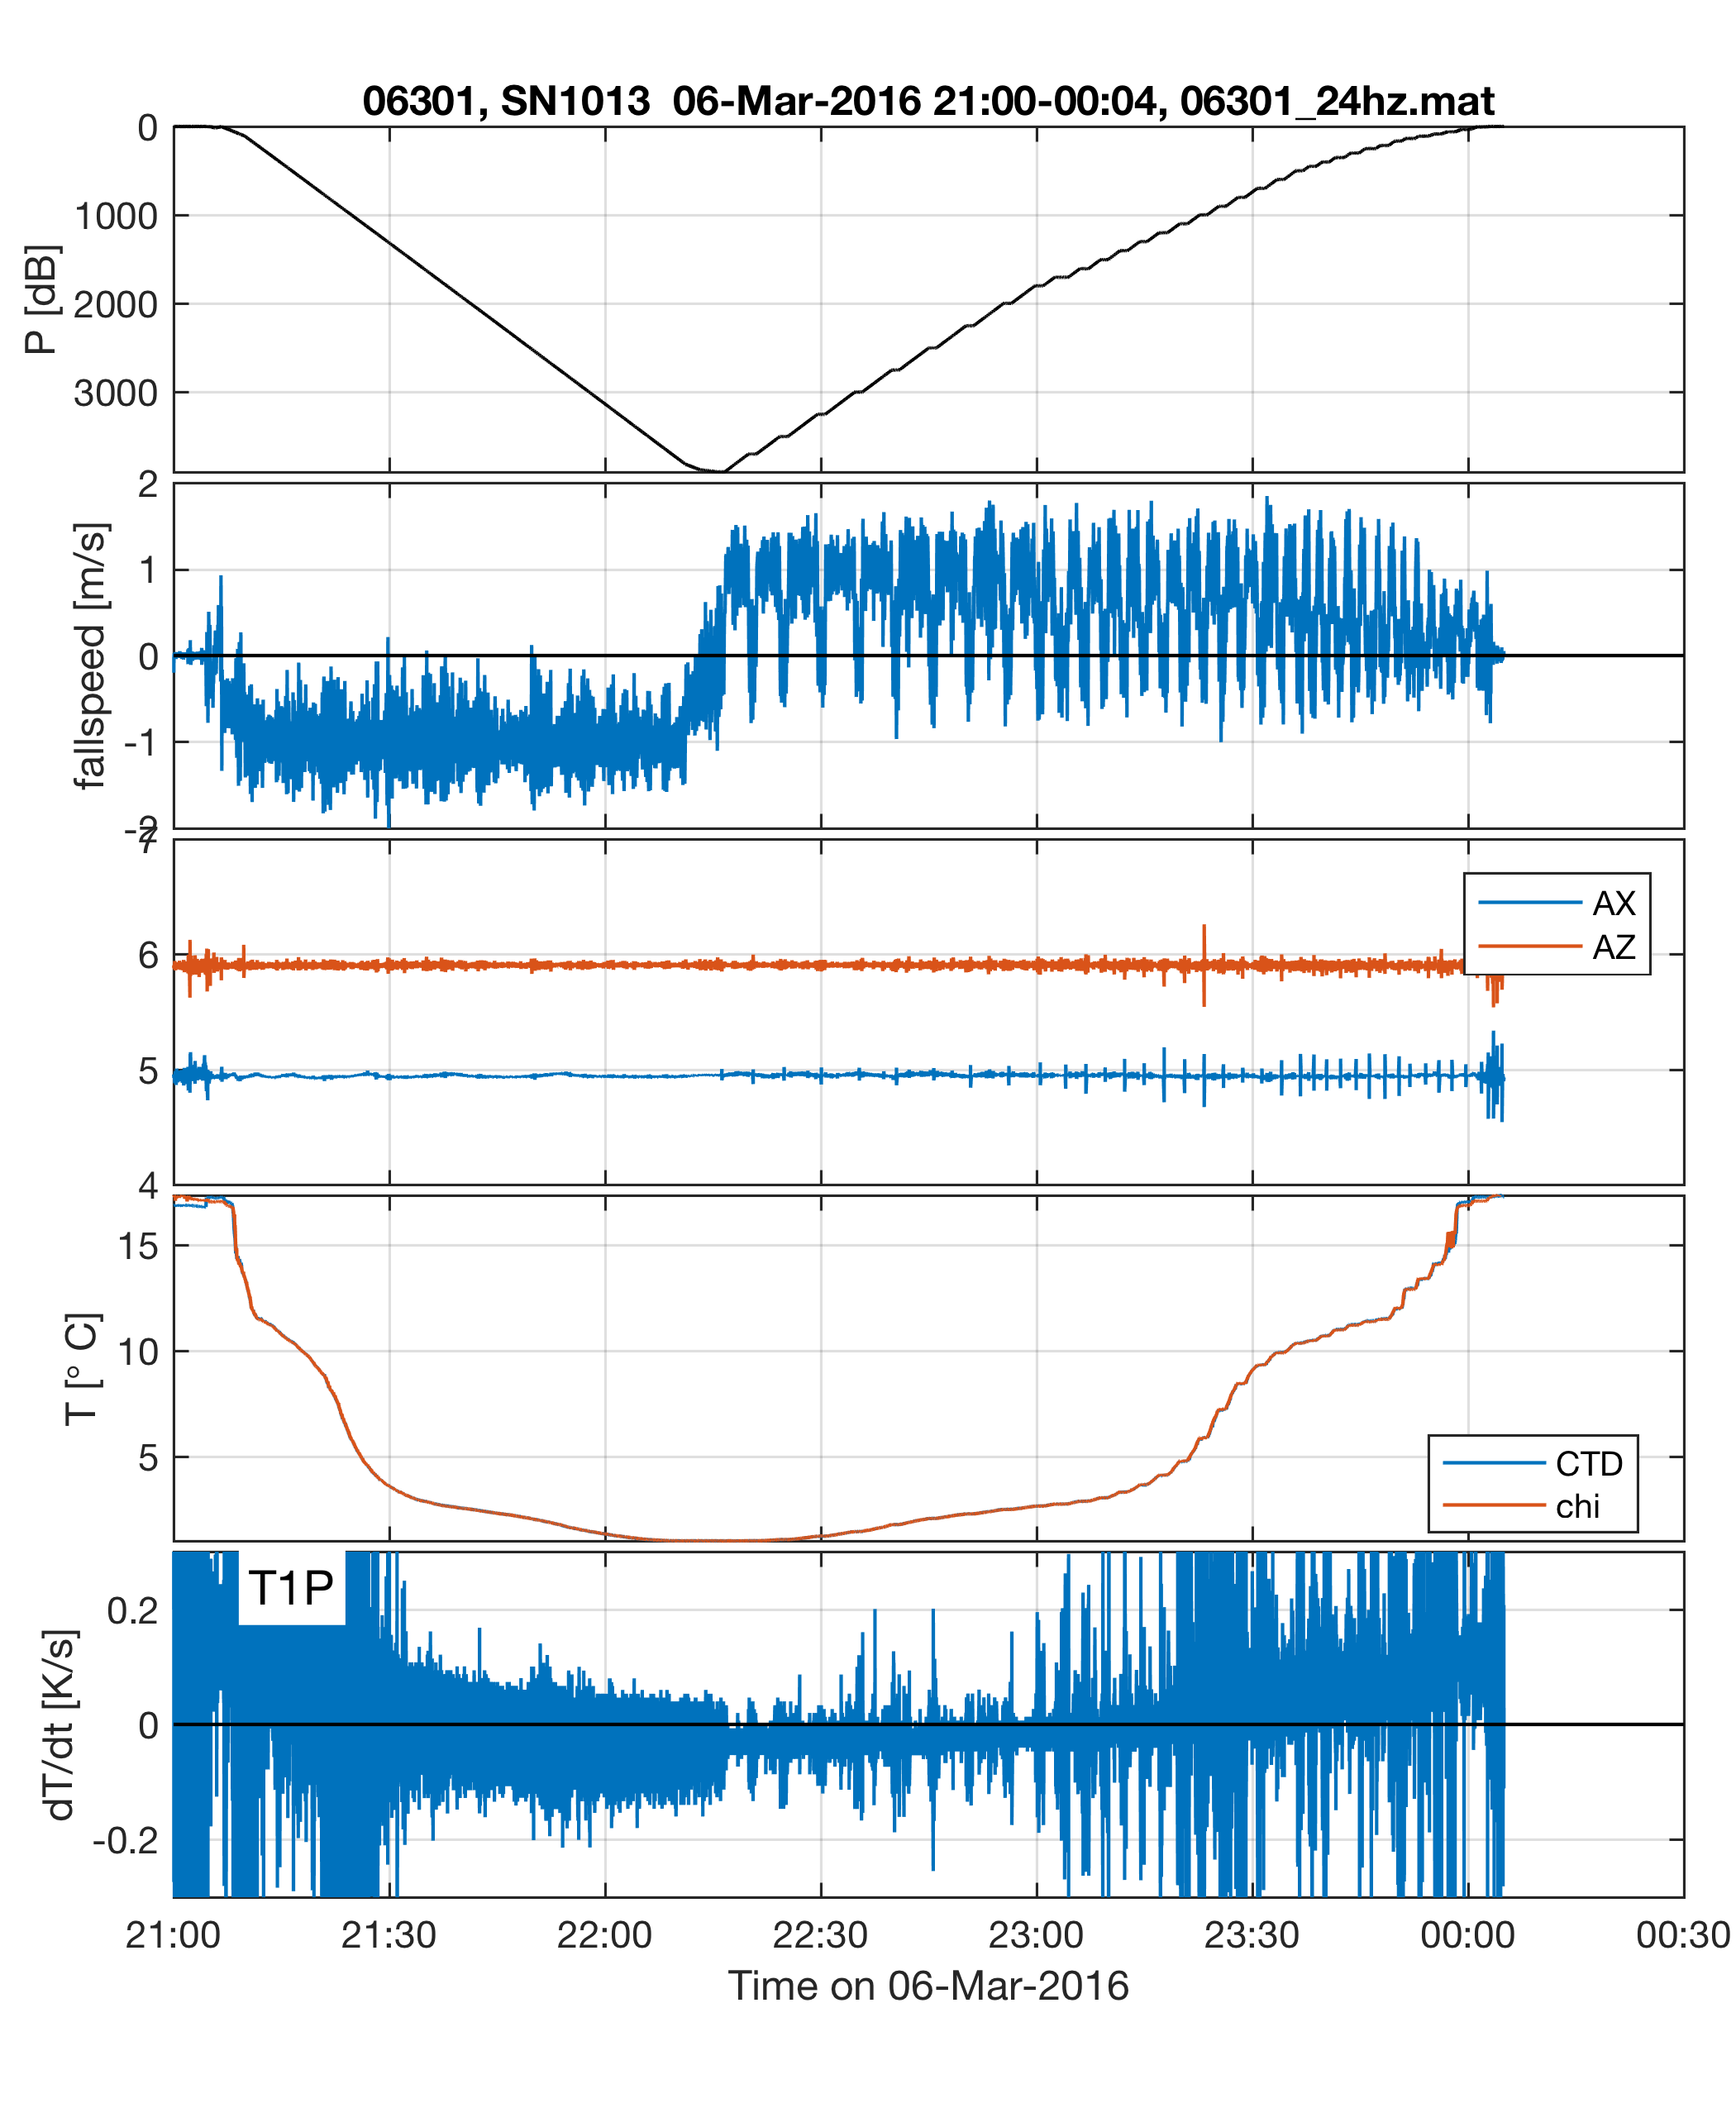 06301, SN1013  06-Mar-2016 21:00-00:04, 06301_24hz.mat
0
1000
2000
3000
P [dB]
2
1
0
-1
-2
fallspeed [m/s]
7
6
5
4
AX
AZ
15
10
5
T [° C]
CTD
chi
T1P
0.2
0
-0.2
dT/dt [K/s]
21:00 21:30 22:00 22:30 23:00 23:30 00:00 00:30
Time on 06-Mar-2016